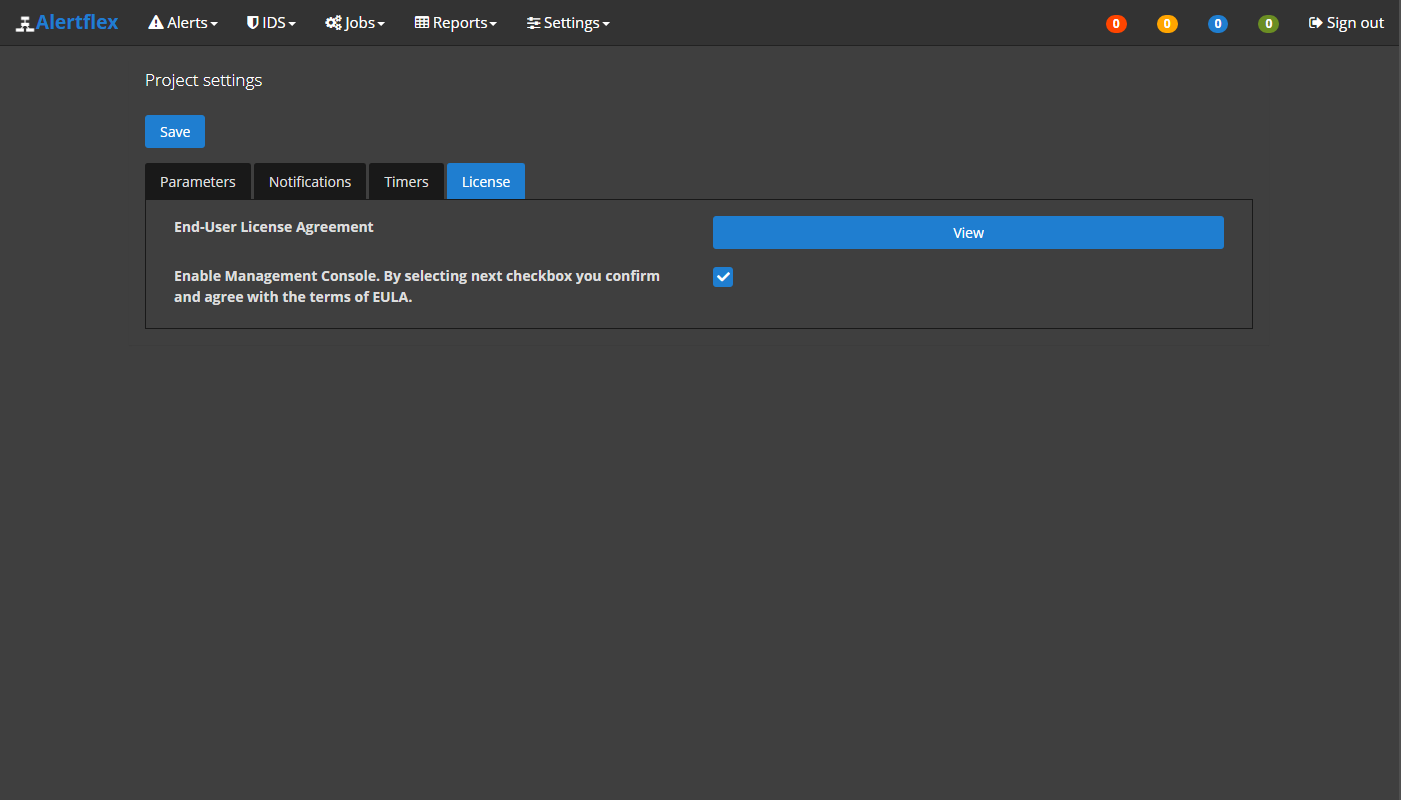 Alertflex Alerts IDS Jobs Reports Settings 0 0 0 0 Sign out
Project settings
Save
Parameters Notifications Timers License
End-User License Agreement View
Enable Management Console. By selecting next checkbox you confirm
and agree with the terms of EULA.